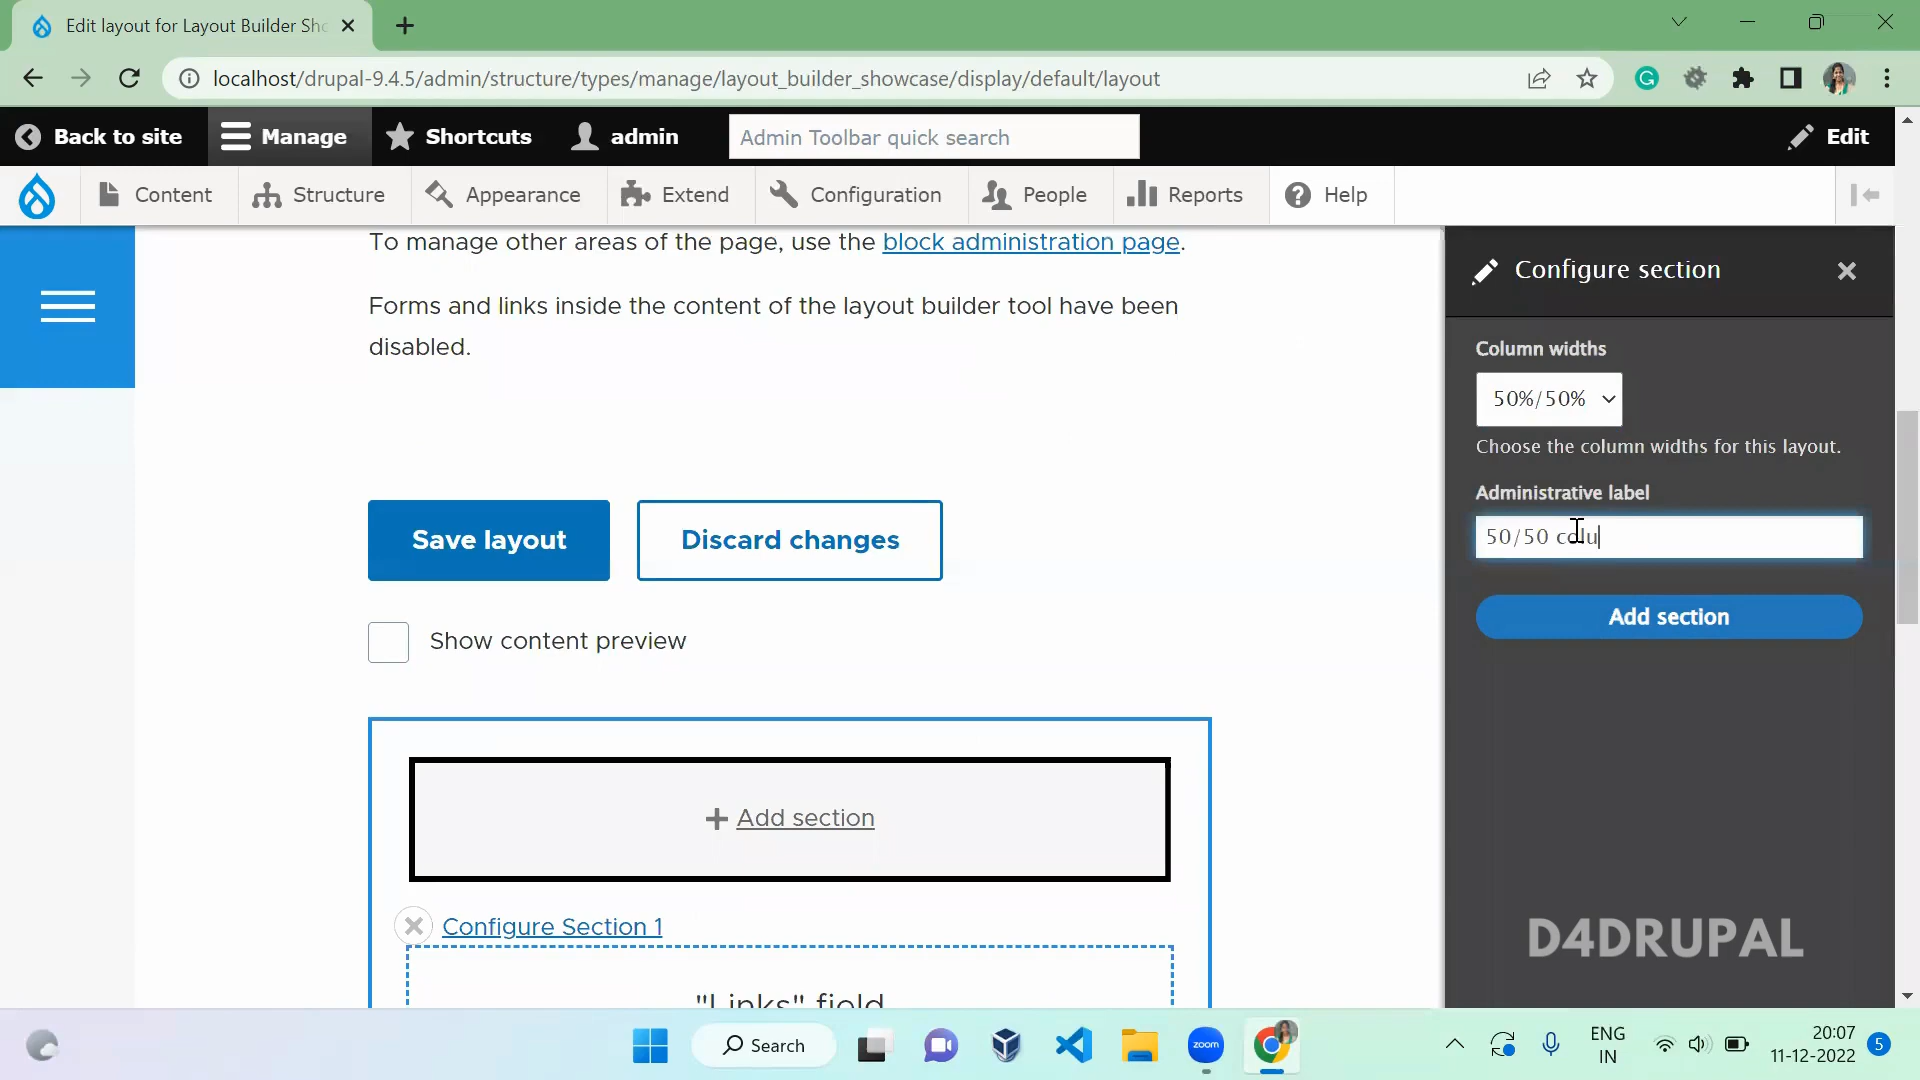 Edit layout for Layout Builder Sho
localhost/drupal-9.4.5/admin/structure/types/manage/layout_builder_showcase/display/default/layout
Back to site
Manage
Shortcuts
admin
Admin Toolbar quick search
Edit
Content
Structure
Appearance
Extend
Configuration
People
Reports
Help
To manage other areas of the page, use the block administration page.
Forms and links inside the content of the layout builder tool have been
disabled.
Save layout
Discard changes
Show content preview
+ Add section
Configure Section 1
"Links" field
Configure section
Column widths
50%/50%
Choose the column widths for this layout.
Administrative label
50/50 colu
Add section
D4DRUPAL
Search
zoom
ENG
IN
20:07
11-12-2022
5